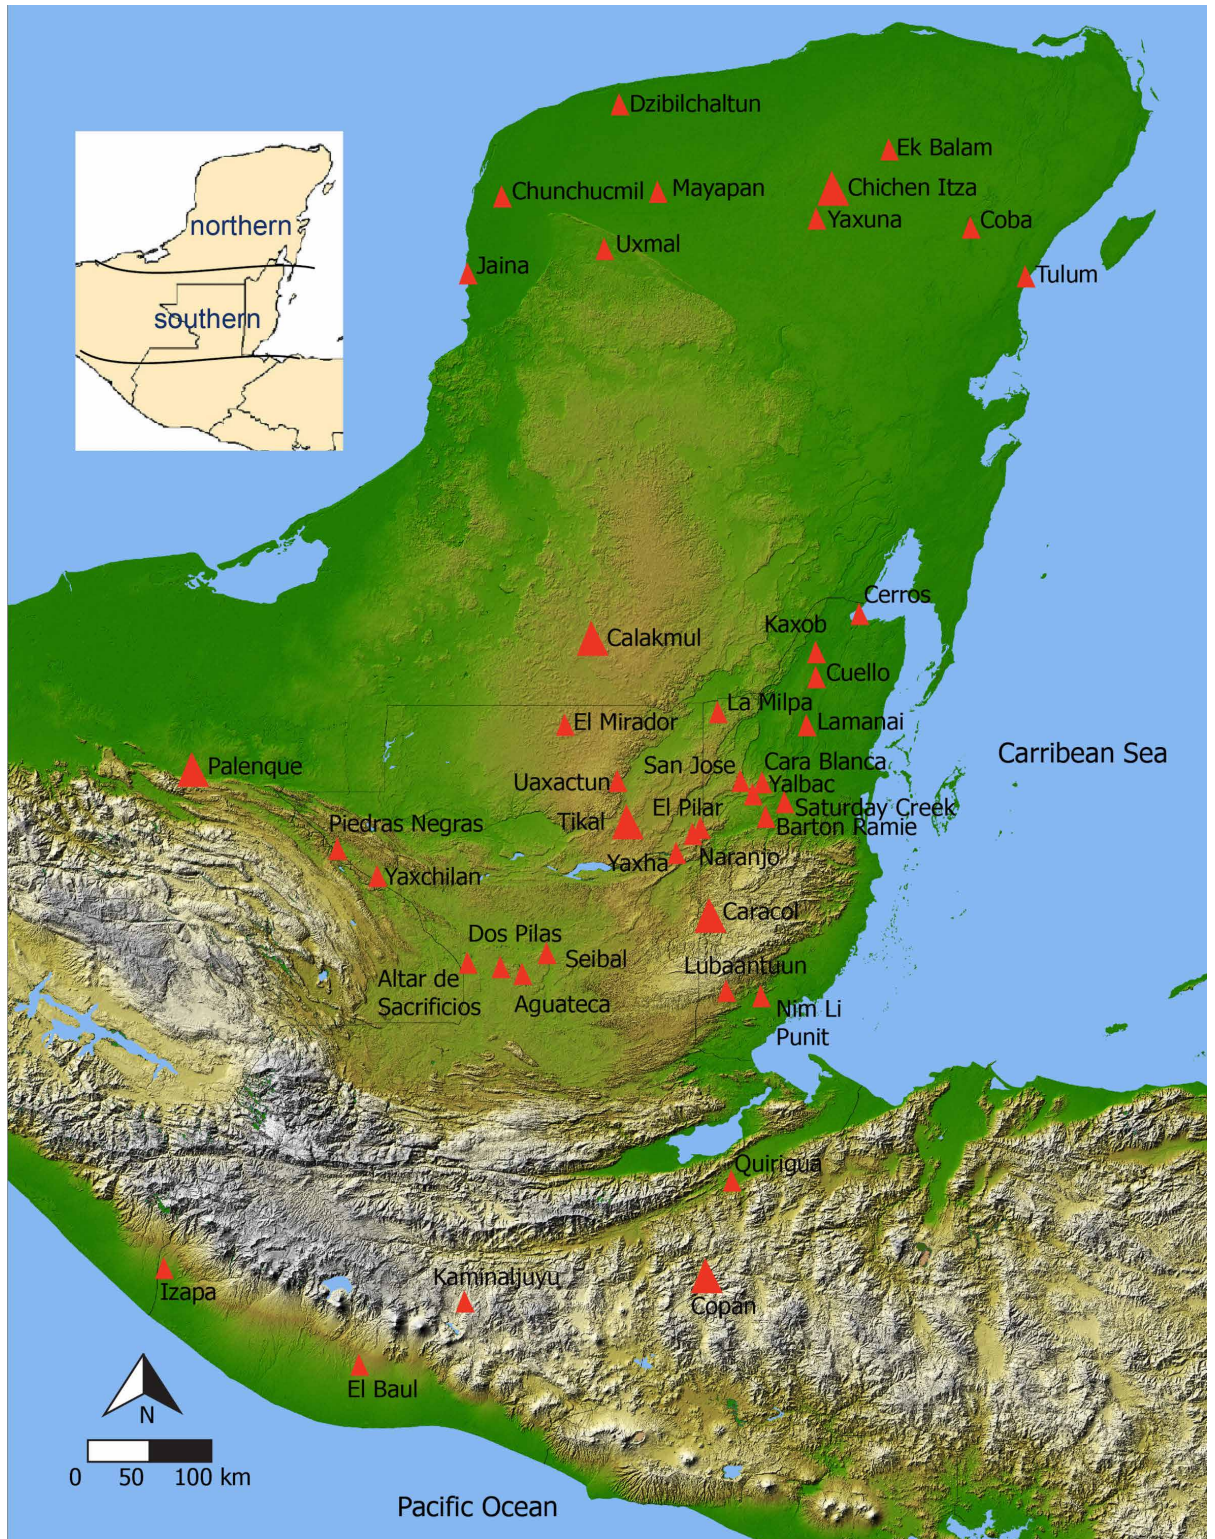 Dzibilchaltun
Ek Balam
Chunchucmil
Mayapan
Chichen Itza
northern
Yaxuna
Coba
Uxmal
Jaina
Tulum
southern
Cerros
Kaxob
Calakmul
Cuello
La Milpa
El Mirador
Lamanai
Carribean Sea
Palenque
San Jose
Cara Blanca
Uaxactun
Yalbac
El Pilar
Saturday Creek
Tikal
Piedras Negras
Barton Ramie
Yaxha
Naranjo
Yaxchilan
Caracol
Dos Pilas
Seibal
Lubaantuun
Altar de
Sacrificios
Aguateca
Nim Li
Punit
Quirigua
Kaminaljuyu
Izapa
Copan
El Baul
N
0 50 100 km
Pacific Ocean